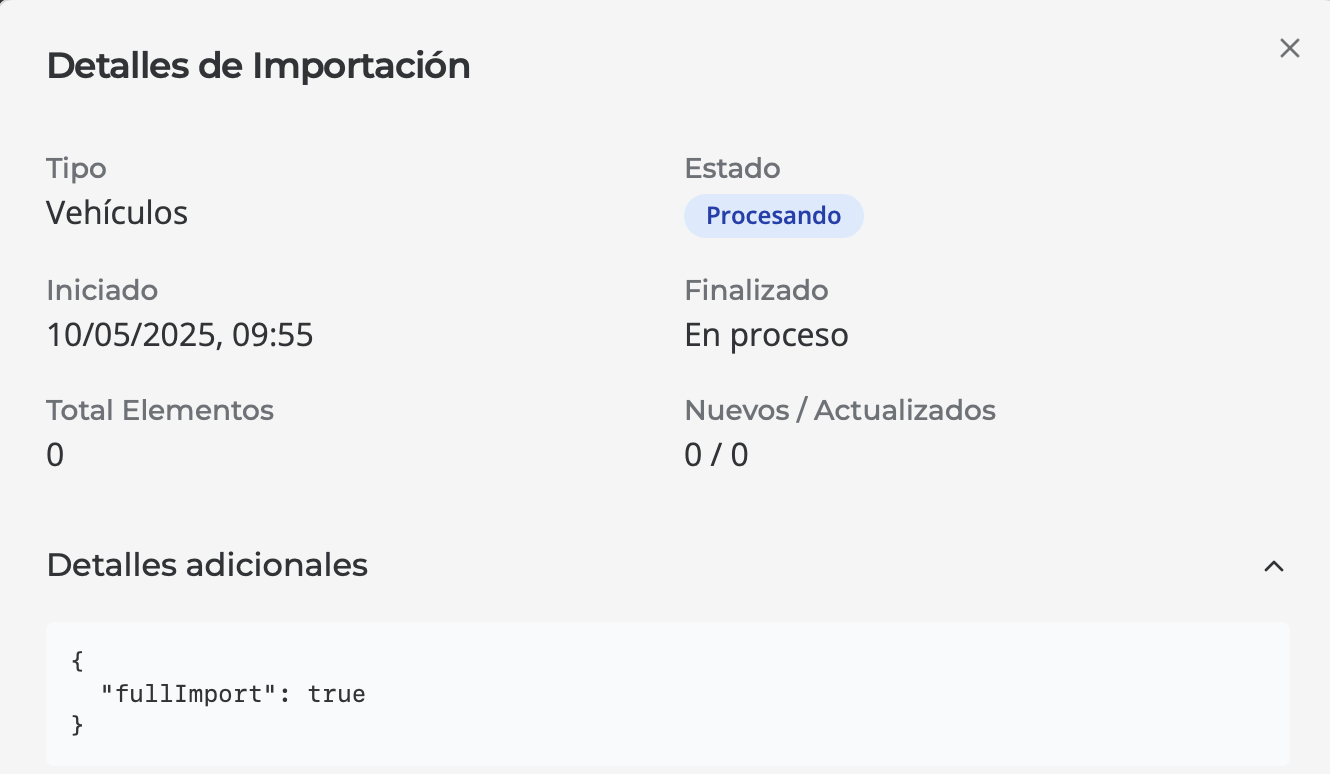 Detalles de Importación
Tipo
Vehículos
Estado
Procesando
Iniciado
10/05/2025, 09:55
Finalizado
En proceso
Total Elementos
0
Nuevos / Actualizados
0 / 0
Detalles adicionales
{
  "fullImport": true
}